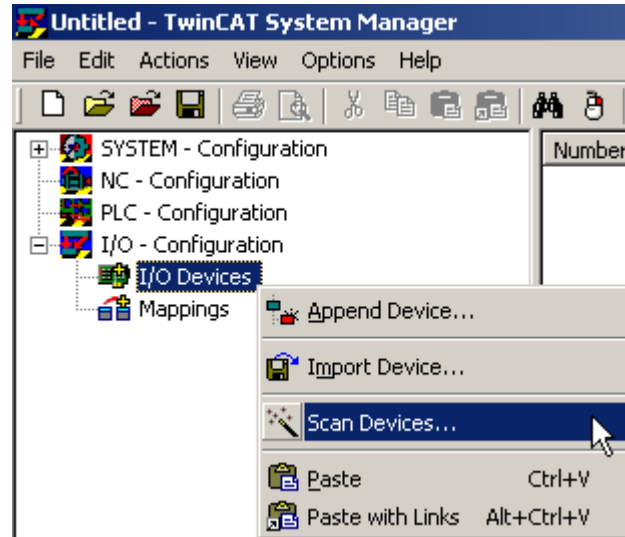 Untitled - TwinCAT System Manager
File Edit Actions View Options Help
SYSTEM - Configuration
Number
NC - Configuration
PLC - Configuration
I/O - Configuration
I/O Devices
Mappings
Append Device...
Import Device...
Scan Devices...
Paste Ctrl+V
Paste with Links Alt+Ctrl+V